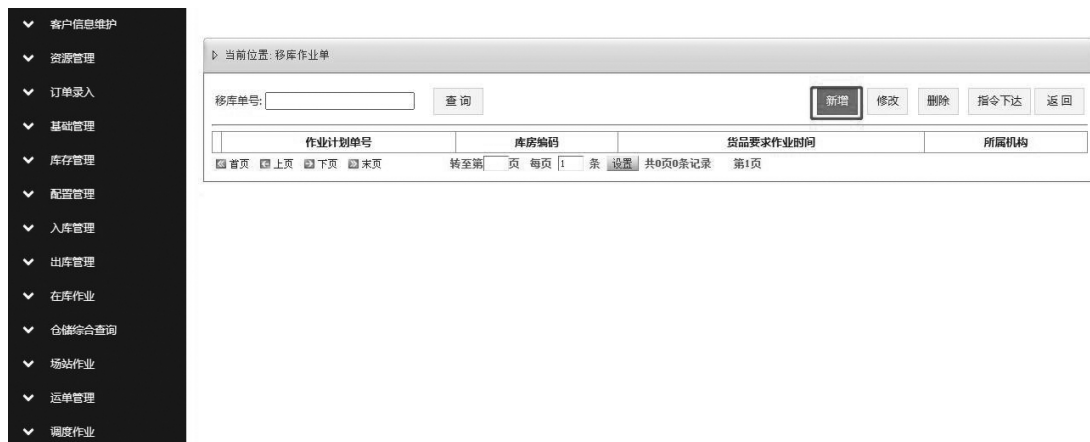 客户信息维护
资源管理
订单录入
基础管理
库存管理
配置管理
入库管理
出库管理
在库作业
仓储综合查询
场站作业
运单管理
调度作业
当前位置:移库作业单
移库单号: 查询 新增 修改 删除 指令下达 返回
作业计划单号 库房编码 货品要求作业时间 所属机构
首页 上页 下页 末页 转至第 页 每页 1 条 设置 共0页0条记录 第1页